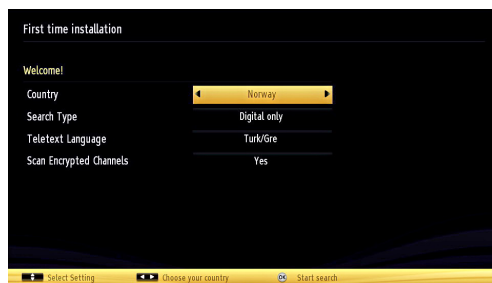 First time installation
Welcome!
Country Norway
Search Type Digital only
Teletext Language Turk/Gre
Scan Encrypted Channels Yes
Select Setting Choose your country OK Start search